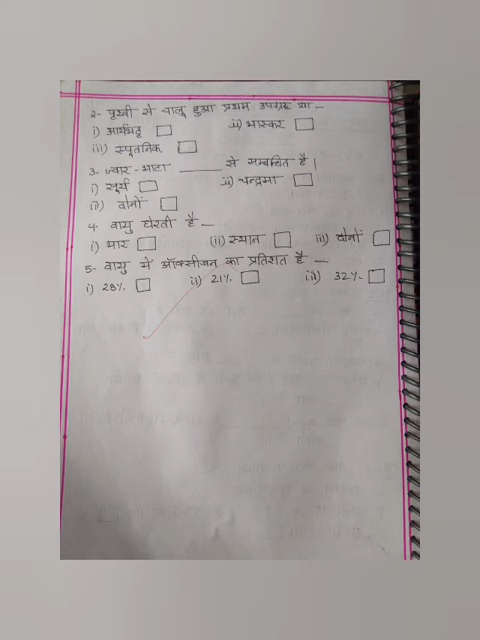 2- पृथ्वी से चालू हुआ प्रथम उपग्रह था -
i) आर्यभट्ट ii) भास्कर
iii) स्पूतनिक
3- ज्वार-भाटा ______ से सम्बंधित है।
i) सूर्य ii) चन्द्रमा
iii) दोनों
4- वायु घेरती है -
i) भार (ii) स्थान iii) दोनों
5- वायु में ऑक्सीजन का प्रतिशत है -
i) 28%. ii) 21%. iii) 32%.